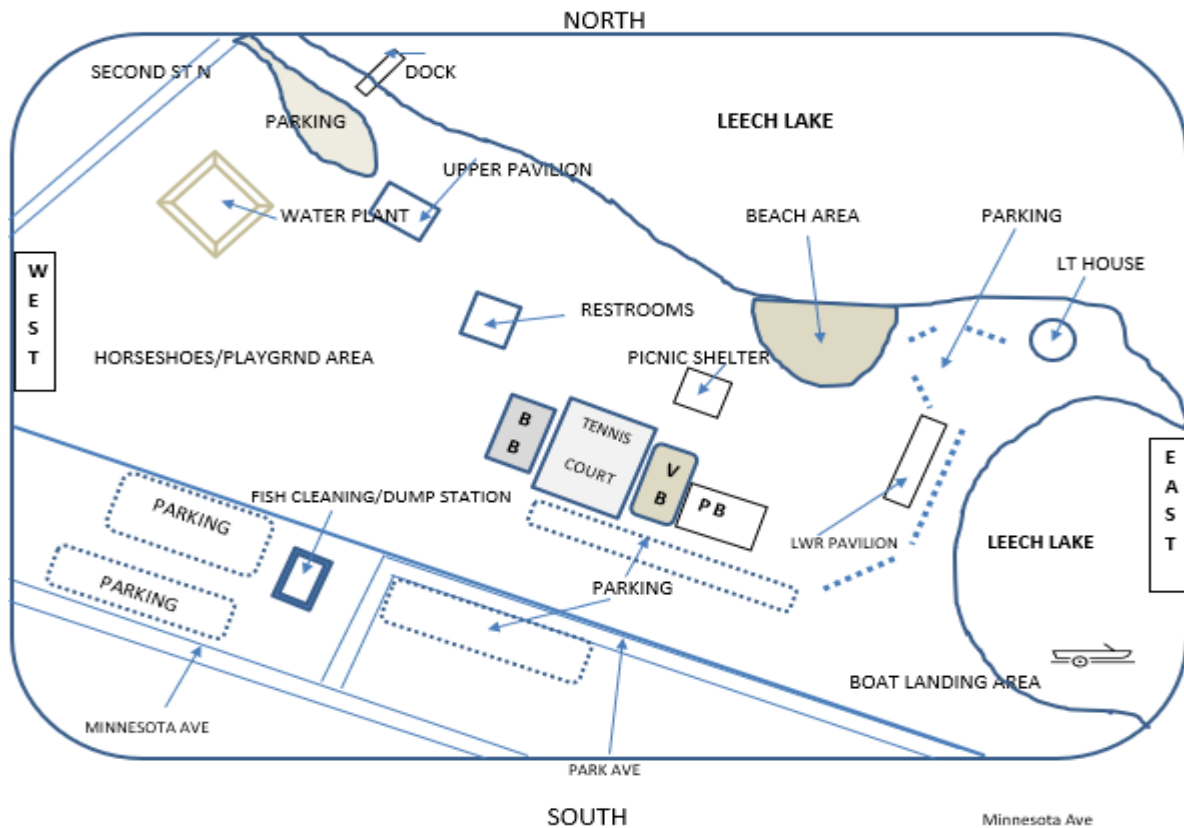 NORTH
SECOND ST N
DOCK
PARKING
LEECH LAKE
UPPER PAVILION
WATER PLANT
BEACH AREA
PARKING
LT HOUSE
W
E
S
T
RESTROOMS
HORSESHOES/PLAYGRND AREA
PICNIC SHELTER
B
B
TENNIS
COURT
V
B
P B
E
A
S
T
FISH CLEANING/DUMP STATION
PARKING
LWR PAVILION
LEECH LAKE
PARKING
PARKING
BOAT LANDING AREA
MINNESOTA AVE
PARK AVE
SOUTH
Minnesota Ave